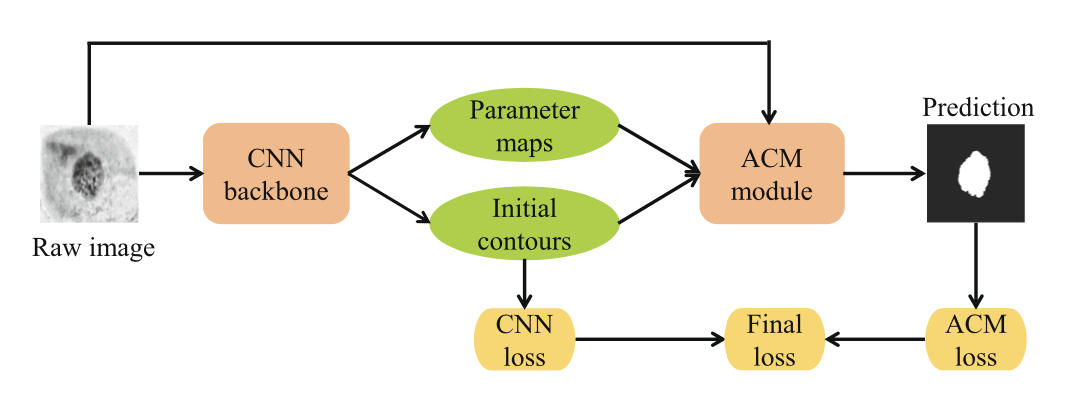 Raw image
CNN
backbone
Parameter
maps
Initial
contours
ACM
module
Prediction
CNN
loss
Final
loss
ACM
loss